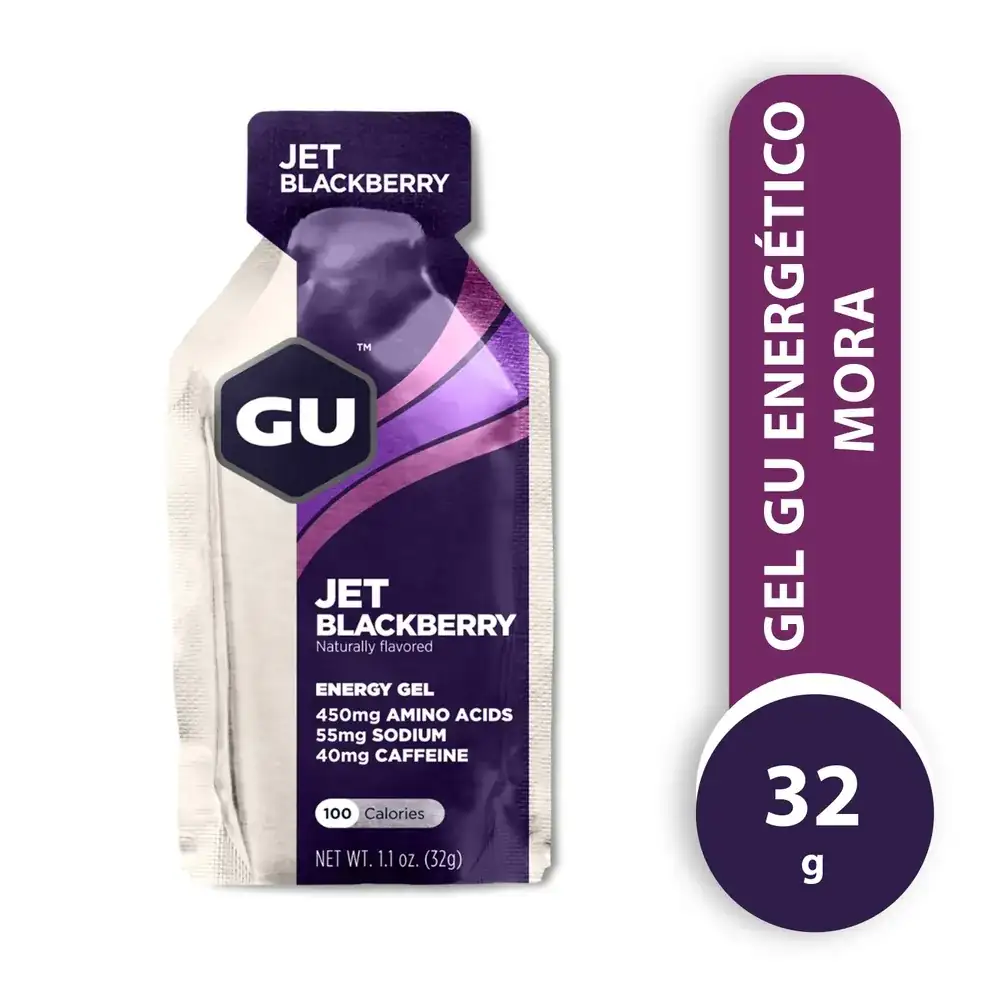 JET
BLACKBERRY
™
GU
JET
BLACKBERRY
Naturally flavored
ENERGY GEL
450mg AMINO ACIDS
55mg SODIUM
40mg CAFFEINE
100 Calories
NET WT. 1.1 oz. (32g)
GEL GU ENERGÉTICO
MORA
32
g